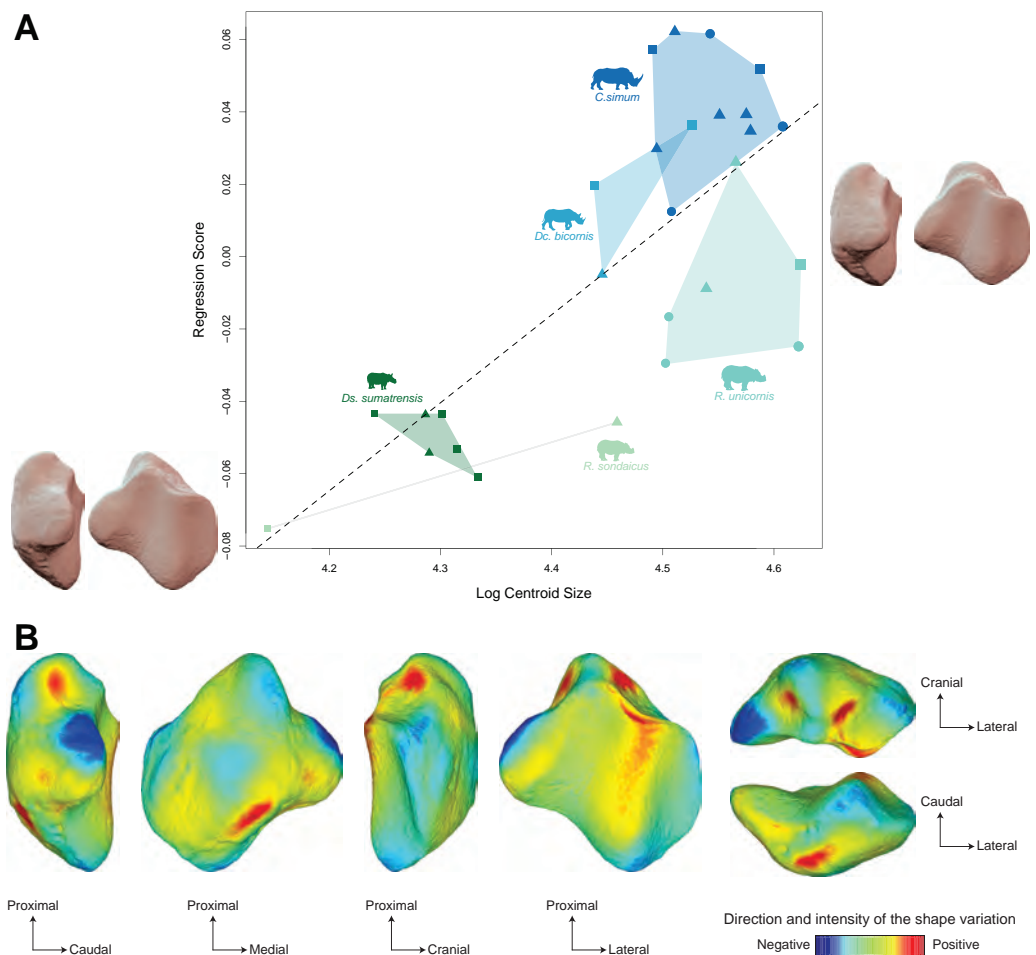 A
0.06
0.04
0.02
0.00
−0.02
−0.04
−0.06
−0.08
Regression Score
C.simum
Dc. bicornis
Ds. sumatrensis
R. unicornis
R. sondaicus
4.2 4.3 4.4 4.5 4.6
Log Centroid Size
B
Cranial
Lateral
Caudal
Lateral
Proximal Proximal Proximal Proximal
Caudal Medial Cranial Lateral
Direction and intensity of the shape variation
Negative Positive